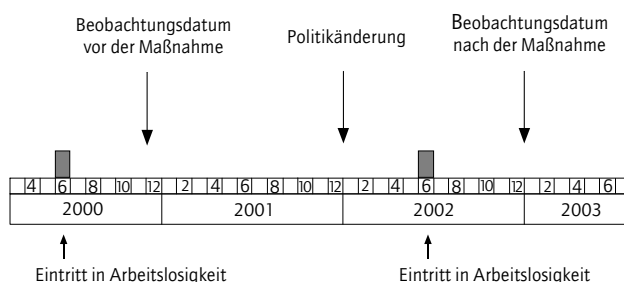 Beobachtungsdatum
vor der Maßnahme
Politikänderung
Beobachtungsdatum
nach der Maßnahme
4 6 8 10 12 2 4 6 8 10 12 2 4 6 8 10 12 2 4 6
2000 2001 2002 2003
Eintritt in Arbeitslosigkeit Eintritt in Arbeitslosigkeit